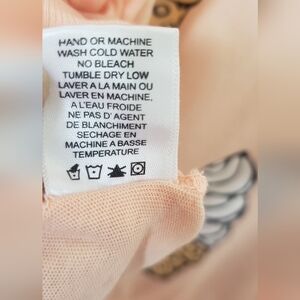 HAND OR MACHINE
WASH COLD WATER
NO BLEACH
TUMBLE DRY LOW
LAVER A LA MAIN OU
LAVER EN MACHINE,
A L'EAU FROIDE
NE PAS D' AGENT
DE BLANCHIMENT
SECHAGE EN
MACHINE A BASSE
TEMPERATURE